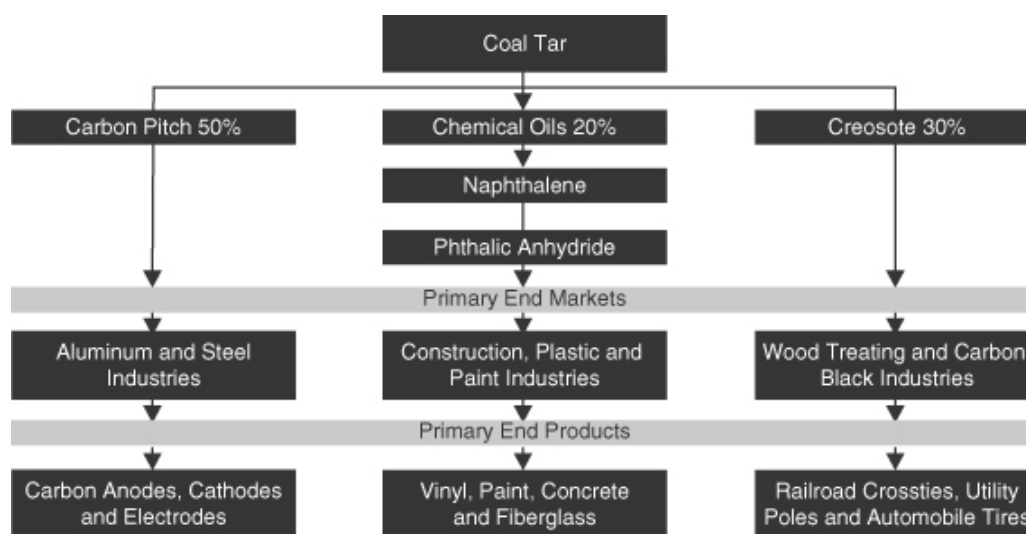 Coal Tar
Carbon Pitch 50%
Chemical Oils 20%
Creosote 30%
Naphthalene
Phthalic Anhydride
Primary End Markets
Aluminum and Steel
Industries
Construction, Plastic and
Paint Industries
Wood Treating and Carbon
Black Industries
Primary End Products
Carbon Anodes, Cathodes
and Electrodes
Vinyl, Paint, Concrete
and Fiberglass
Railroad Crossties, Utility
Poles and Automobile Tires